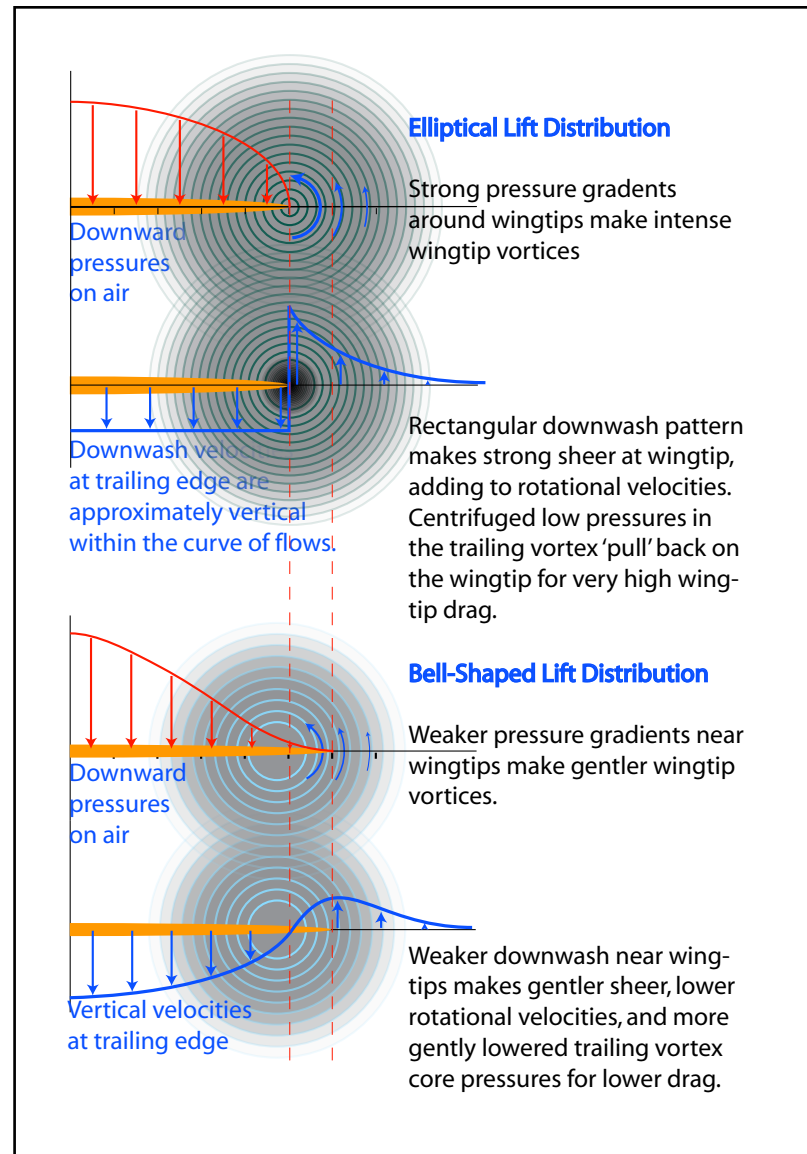 Elliptical Lift Distribution
Strong pressure gradents
around wingtips make intense
wingtip vortices
Downward
pressures
on air
Rectangular downwash pattern
makes strong sheer at wingtip,
adding to rotational velocities.
Centrifuged low pressures in
the trailing vortex ‘pull’ back on
the wingtip for very high wing-
tip drag.
Downwash veloc
at trailing edge are
approximately vertical
within the curve of flows.
Bell-Shaped Lift Distribution
Weaker pressure gradients near
wingtips make gentler wingtip
vortices.
Downward
pressures
on air
Weaker downwash near wing-
tips makes gentler sheer, lower
rotational velocities, and more
gently lowered trailing vortex
core pressures for lower drag.
Vertical velocities
at trailing edge